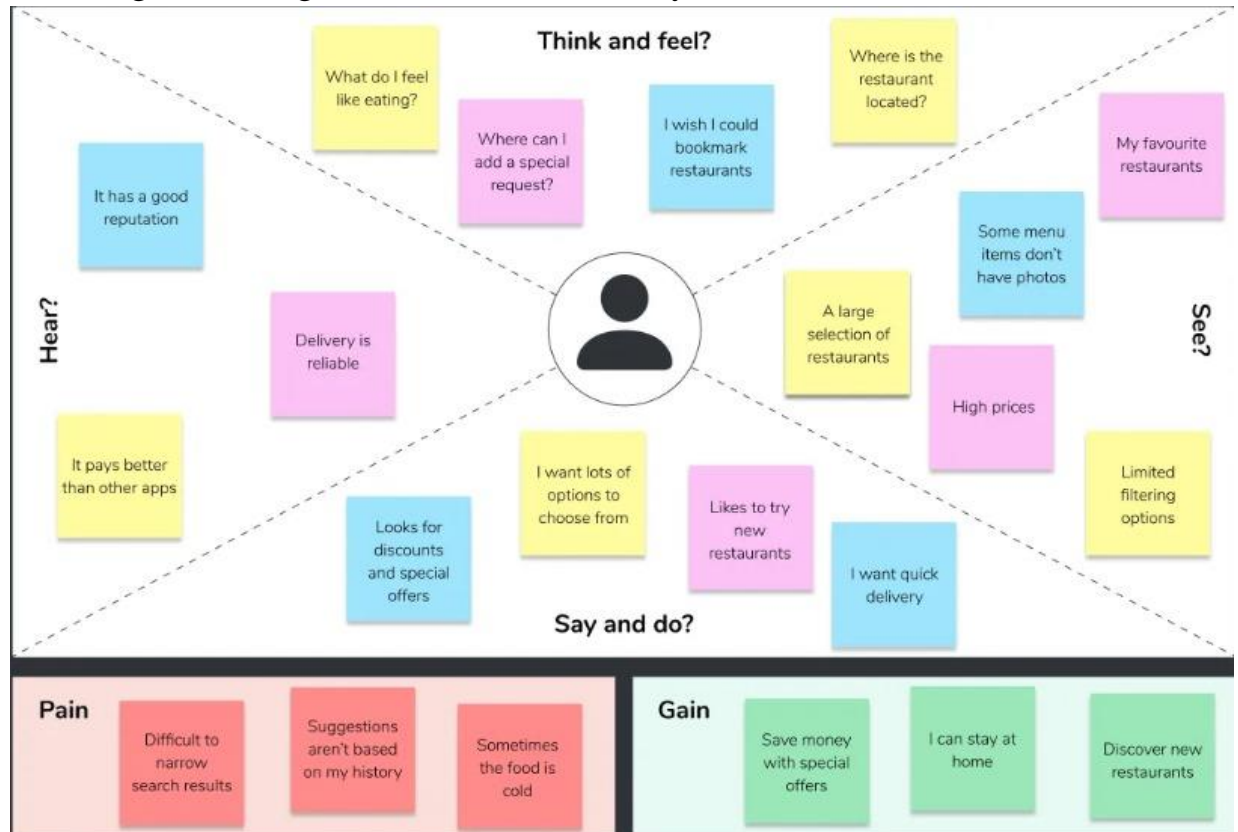 Think and feel?
What do I feel
like eating?
Where can I
add a special
request?
I wish I could
bookmark
restaurants
Where is the
restaurant
located?
Hear?
It has a good
reputation
Delivery is
reliable
It pays better
than other apps
See?
My favourite
restaurants
Some menu
items don't
have photos
A large
selection of
restaurants
High prices
Limited
filtering
options
Say and do?
Looks for
discounts
and special
offers
I want lots of
options to
choose from
Likes to try
new
restaurants
I want quick
delivery
Pain
Difficult to
narrow
search results
Suggestions
aren't based
on my history
Sometimes
the food is
cold
Gain
Save money
with special
offers
I can stay at
home
Discover new
restaurants